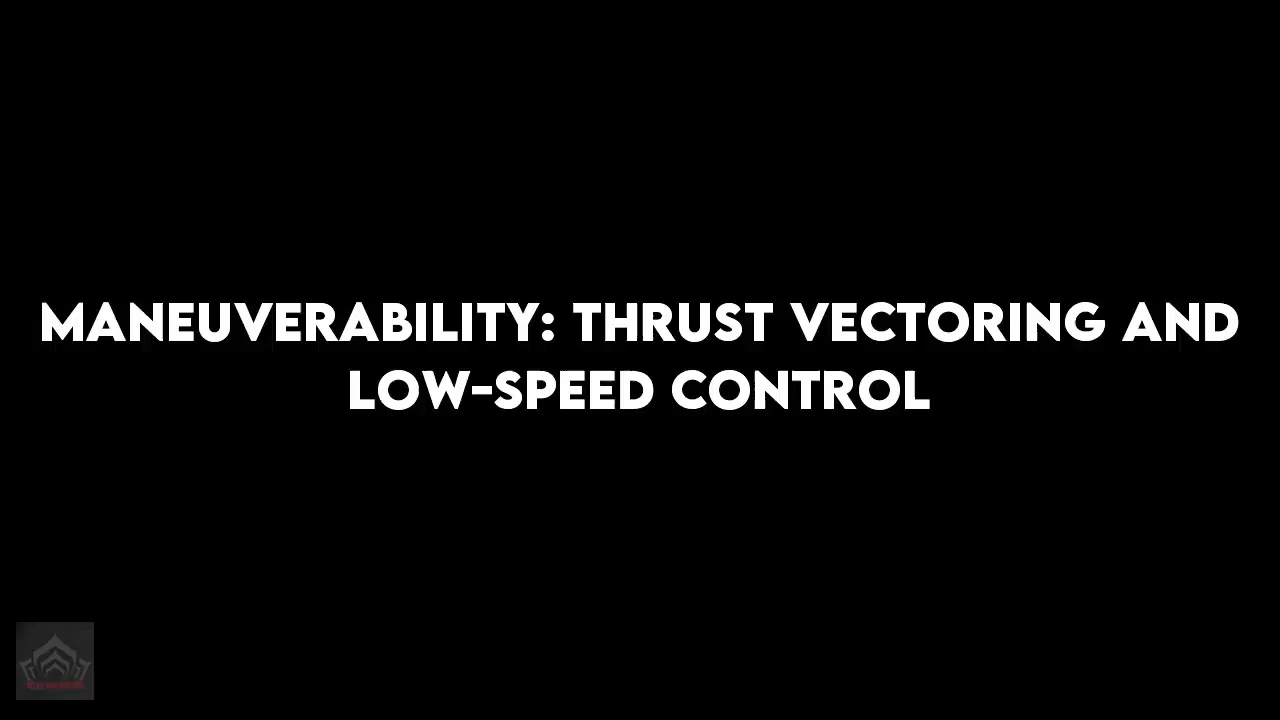 MANEUVERABILITY: THRUST VECTORING AND
LOW-SPEED CONTROL